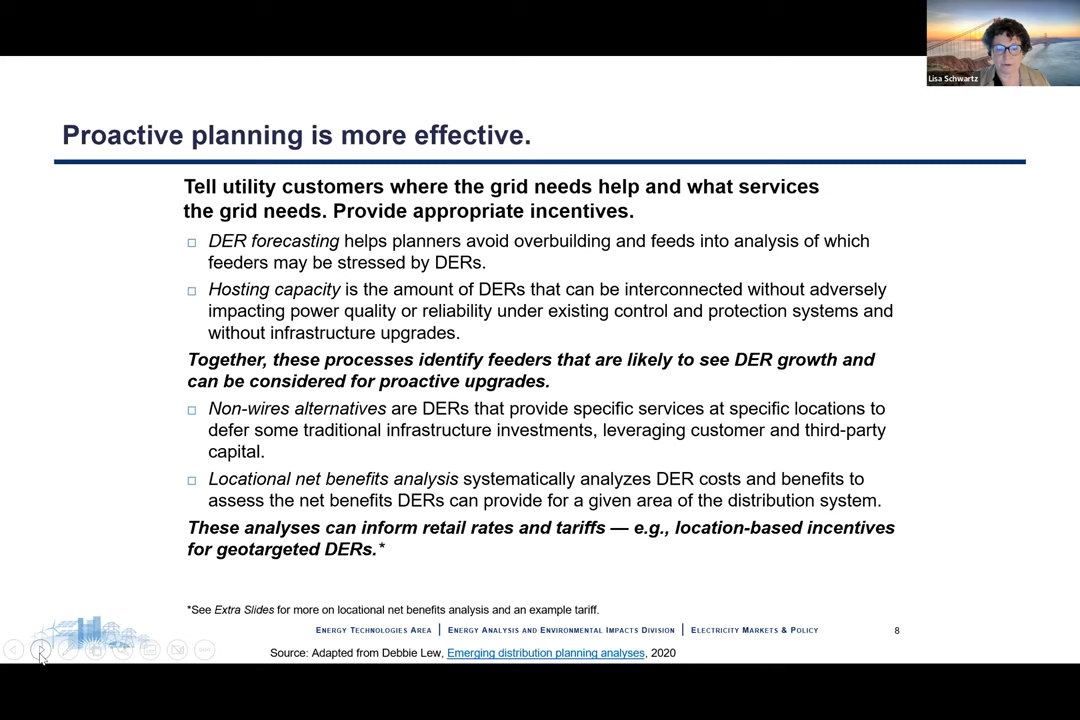 Lisa Schwartz
Proactive planning is more effective.
Tell utility customers where the grid needs help and what services
the grid needs. Provide appropriate incentives.
DER forecasting helps planners avoid overbuilding and feeds into analysis of which
feeders may be stressed by DERs.
Hosting capacity is the amount of DERs that can be interconnected without adversely
impacting power quality or reliability under existing control and protection systems and
without infrastructure upgrades.
Together, these processes identify feeders that are likely to see DER growth and
can be considered for proactive upgrades.
Non-wires alternatives are DERs that provide specific services at specific locations to
defer some traditional infrastructure investments, leveraging customer and third-party
capital.
Locational net benefits analysis systematically analyzes DER costs and benefits to
assess the net benefits DERs can provide for a given area of the distribution system.
These analyses can inform retail rates and tariffs — e.g., location-based incentives
for geotargeted DERs.*
*See Extra Slides for more on locational net benefits analysis and an example tariff.
ENERGY TECHNOLOGIES AREA | ENERGY ANALYSIS AND ENVIRONMENTAL IMPACTS DIVISION | ELECTRICITY MARKETS & POLICY 8
Source: Adapted from Debbie Lew, Emerging distribution planning analyses, 2020